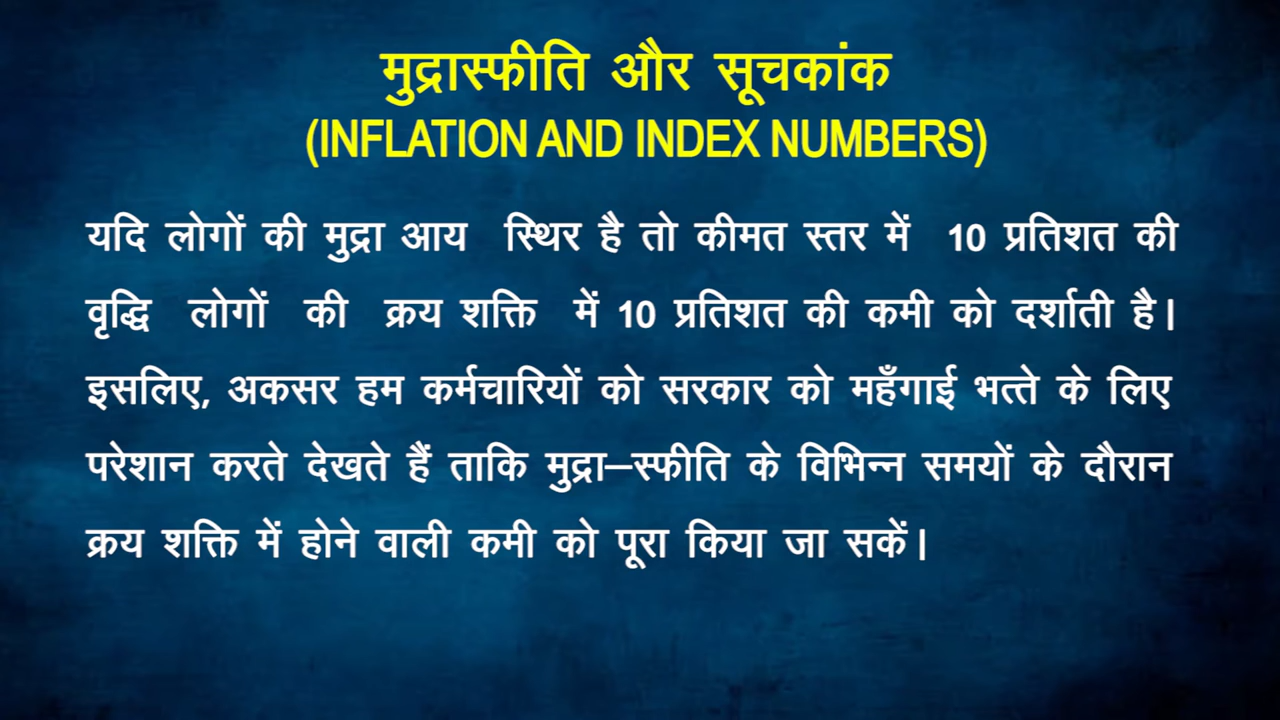 मुद्रास्फीति और सूचकांक
(INFLATION AND INDEX NUMBERS)
यदि लोगों की मुद्रा आय स्थिर है तो कीमत स्तर में 10 प्रतिशत की
वृद्धि लोगों की क्रय शक्ति में 10 प्रतिशत की कमी को दर्शाती है।
इसलिए, अकसर हम कर्मचारियों को सरकार को महँगाई भत्ते के लिए
परेशान करते देखते हैं ताकि मुद्रा–स्फीति के विभिन्न समयों के दौरान
क्रय शक्ति में होने वाली कमी को पूरा किया जा सकें।